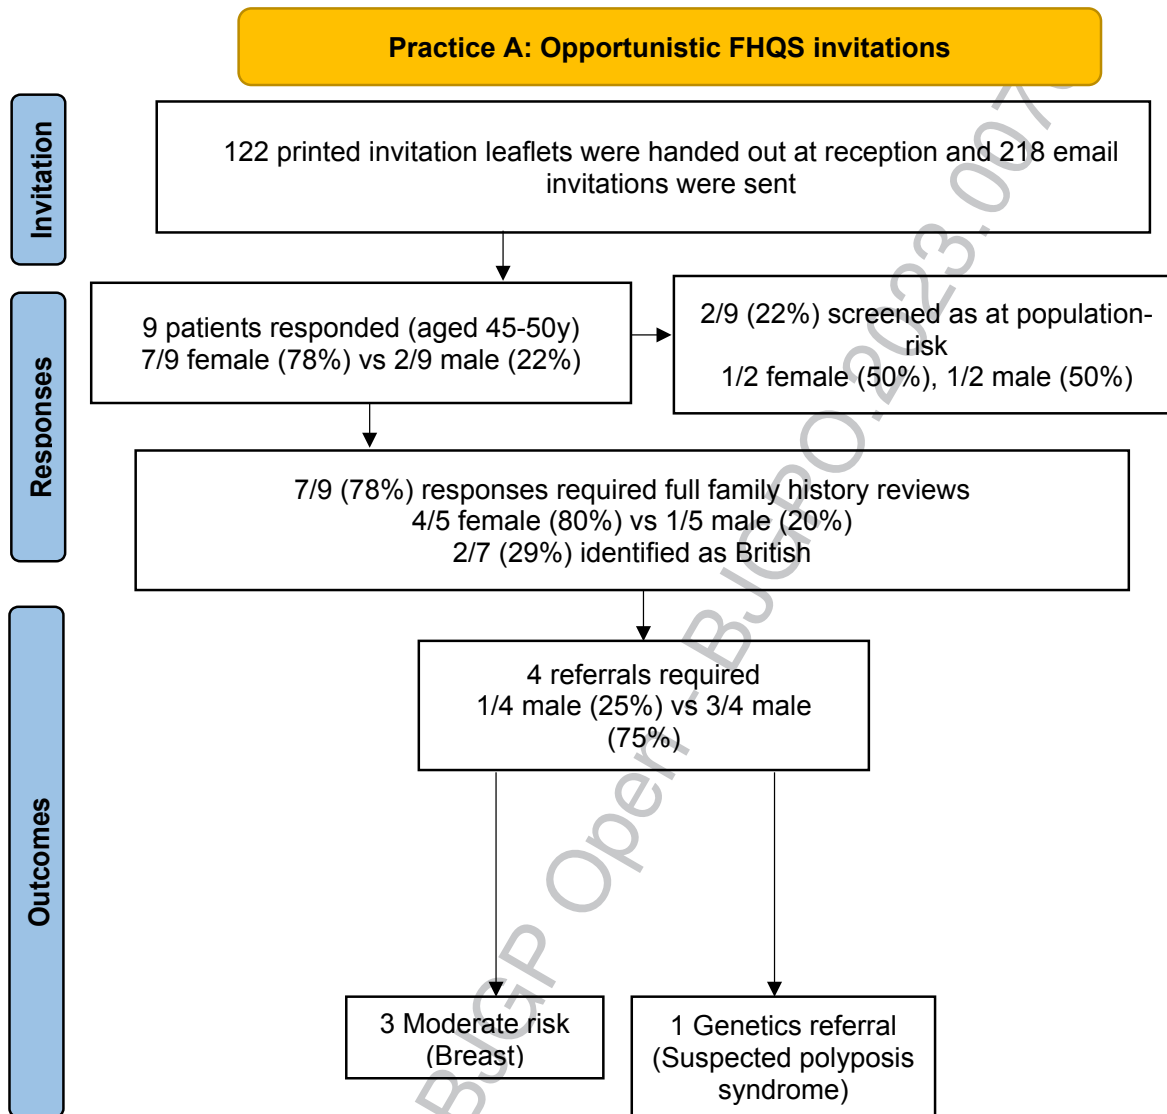 Practice A: Opportunistic FHQS invitations
Invitation
122 printed invitation leaflets were handed out at reception and 218 email
invitations were sent
Responses
9 patients responded (aged 45-50y)
7/9 female (78%) vs 2/9 male (22%)
2/9 (22%) screened as at population-
risk
1/2 female (50%), 1/2 male (50%)
7/9 (78%) responses required full family history reviews
4/5 female (80%) vs 1/5 male (20%)
2/7 (29%) identified as British
Outcomes
4 referrals required
1/4 male (25%) vs 3/4 male
(75%)
3 Moderate risk
(Breast)
1 Genetics referral
(Suspected polyposis
syndrome)
BJGP Open - BJGPO.2023.007